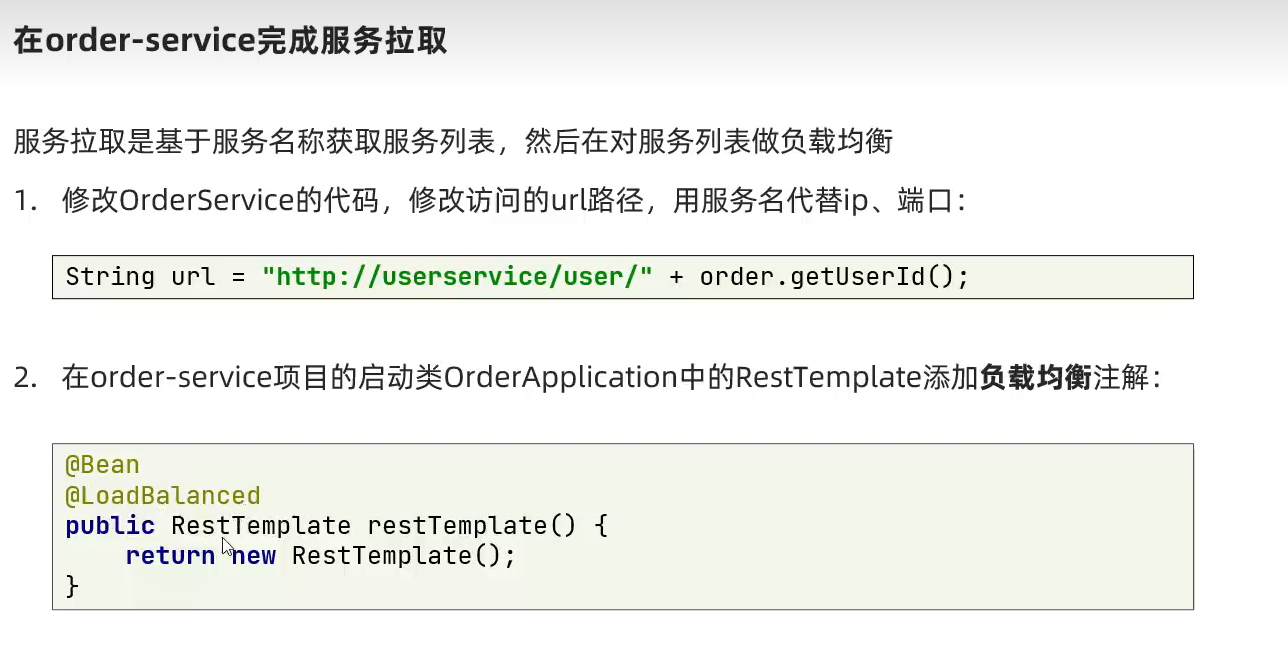 在order-service完成服务拉取
服务拉取是基于服务名称获取服务列表，然后在对服务列表做负载均衡
1. 修改OrderService的代码，修改访问的url路径，用服务名代替ip、端口：
String url = "http://userservice/user/" + order.getUserId();
2. 在order-service项目的启动类OrderApplication中的RestTemplate添加负载均衡注解：
@Bean
@LoadBalanced
public RestTemplate restTemplate() {
    return new RestTemplate();
}